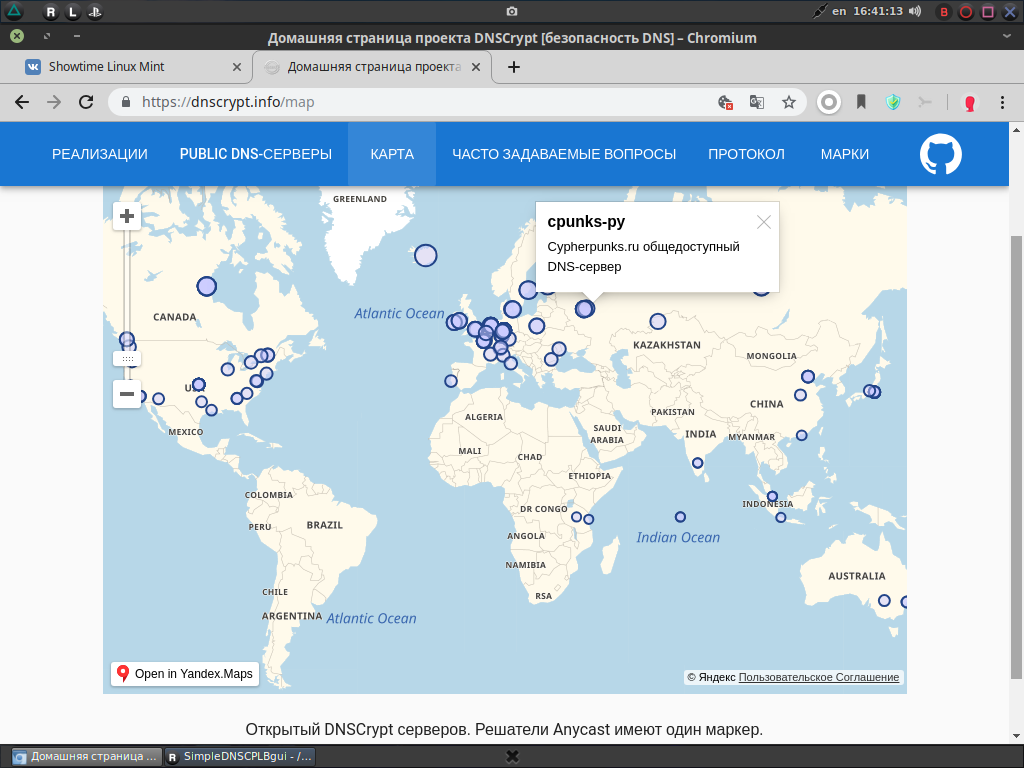 R L en 16:41:13 B
Домашняя страница проекта DNSCrypt [безопасность DNS] – Chromium
Showtime Linux Mint
Домашняя страница проекта
https://dnscrypt.info/map
РЕАЛИЗАЦИИ
PUBLIC DNS-СЕРВЕРЫ
КАРТА
ЧАСТО ЗАДАВАЕМЫЕ ВОПРОСЫ
ПРОТОКОЛ
МАРКИ
GREENLAND
cpunks-ру
Cypherpunks.ru общедоступный
DNS-сервер
Atlantic Ocean
CANADA
KAZAKHSTAN
MONGOLIA
USA
CHINA
PAKISTAN
ALGERIA
SAUDI
ARABIA
INDIA
MYANMAR
MEXICO
MALI
CHAD
ETHIOPIA
COLOMBIA
INDONESIA
DR CONGO
PERU
BRAZIL
ANGOLA
Indian Ocean
NAMIBIA
AUSTRALIA
CHILE
RSA
ARGENTINA
Atlantic Ocean
Open in Yandex.Maps
© Яндекс Пользовательское Соглашение
Открытый DNSCrypt серверов. Решатели Anycast имеют один маркер.
Домашняя страница ...
R SimpleDNSCPLBgui - /...